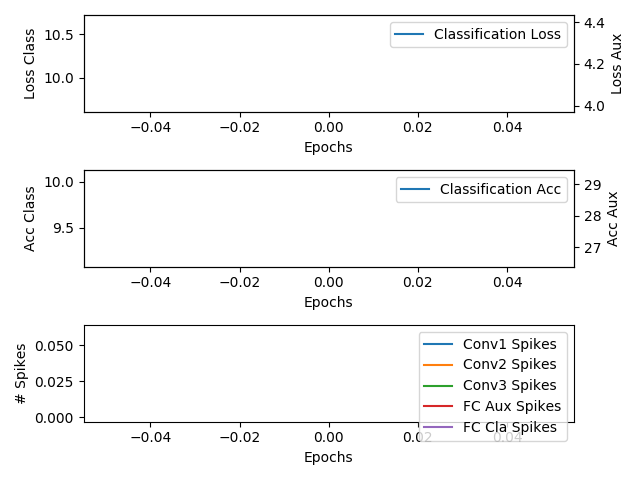 Loss Class
10.5
10.0
Classification Loss
4.4
4.2
4.0
Loss Aux
−0.04 −0.02 0.00 0.02 0.04
Epochs
Acc Class
10.0
9.5
Classification Acc
29
28
27
Acc Aux
−0.04 −0.02 0.00 0.02 0.04
Epochs
# Spikes
0.050
0.025
0.000
Conv1 Spikes
Conv2 Spikes
Conv3 Spikes
FC Aux Spikes
FC Cla Spikes
−0.04 −0.02 0.00 0.02 0.04
Epochs